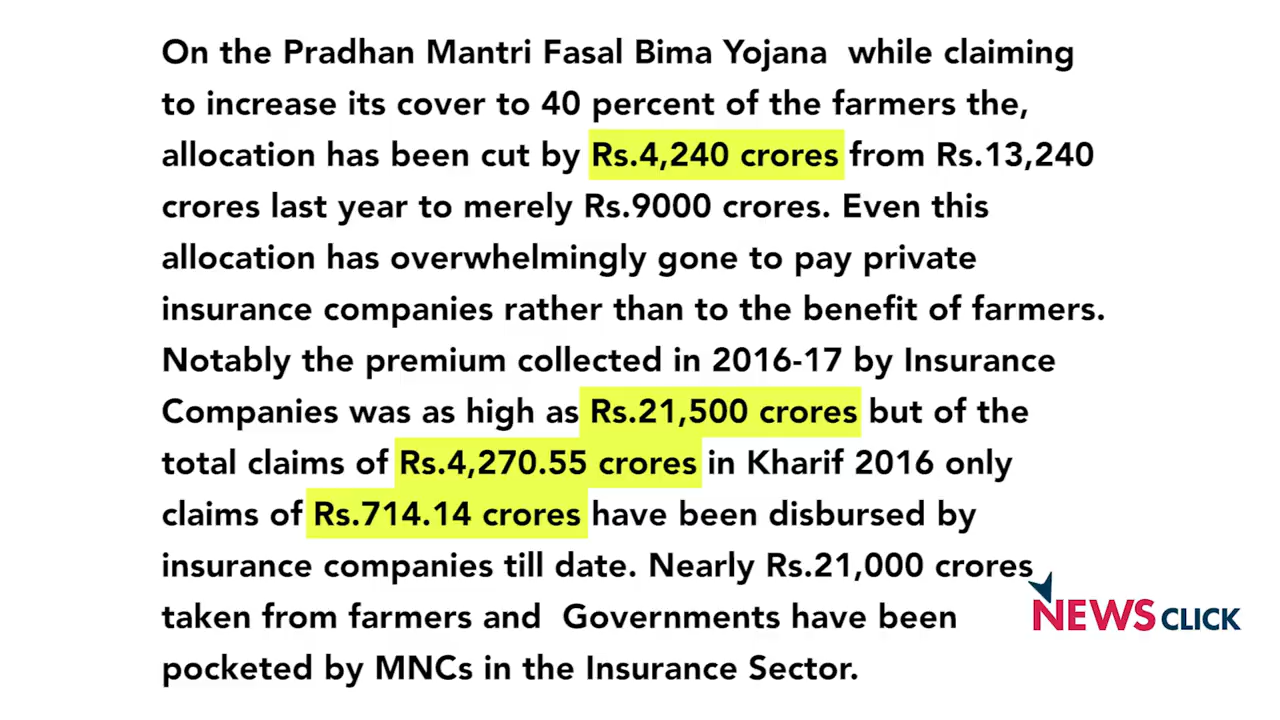 On the Pradhan Mantri Fasal Bima Yojana while claiming
to increase its cover to 40 percent of the farmers the,
allocation has been cut by Rs.4,240 crores from Rs.13,240
crores last year to merely Rs.9000 crores. Even this
allocation has overwhelmingly gone to pay private
insurance companies rather than to the benefit of farmers.
Notably the premium collected in 2016-17 by Insurance
Companies was as high as Rs.21,500 crores but of the
total claims of Rs.4,270.55 crores in Kharif 2016 only
claims of Rs.714.14 crores have been disbursed by
insurance companies till date. Nearly Rs.21,000 crores
taken from farmers and Governments have been
pocketed by MNCs in the Insurance Sector.
NEWSCLICK